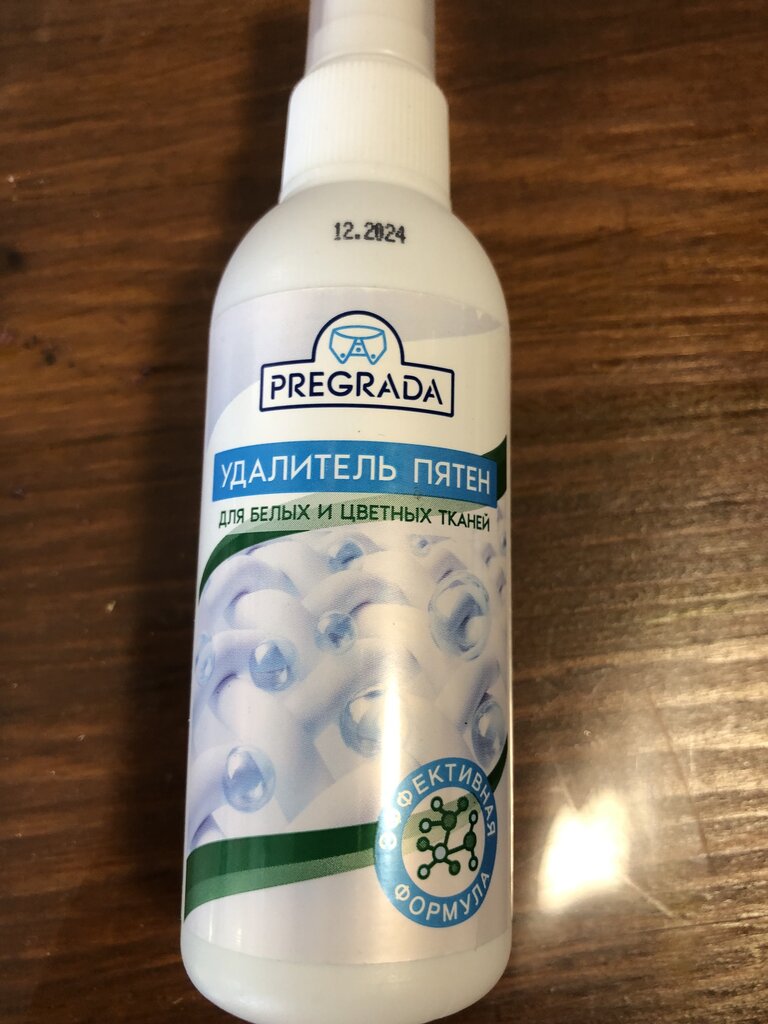 12.2024
PREGRADA
УДАЛИТЕЛЬ ПЯТЕН
ДЛЯ БЕЛЫХ И ЦВЕТНЫХ ТКАНЕЙ
ЭФФЕКТИВНАЯ
ФОРМУЛА